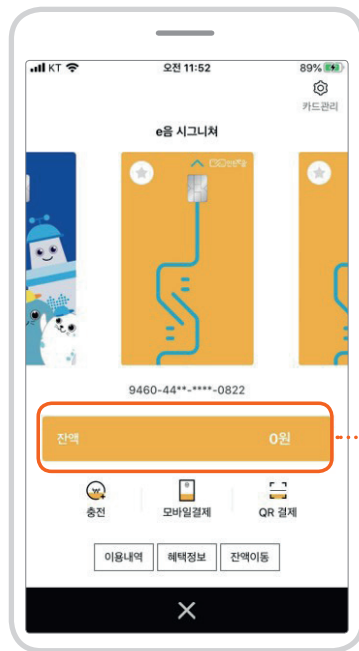 KT 오전 11:52 89%
카드관리
e음 시그니쳐
9460-44**-****-0822
잔액 0원
충전 모바일결제 QR 결제
이용내역 혜택정보 잔액이동